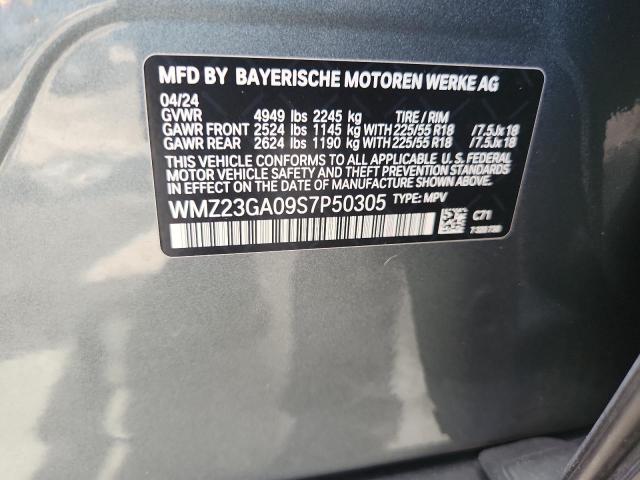 MFD BY BAYERISCHE MOTOREN WERKE AG
04/24
GVWR 4949 lbs 2245 kg TIRE / RIM
GAWR FRONT 2524 lbs 1145 kg WITH 225/55 R18 /7.5Jx18
GAWR REAR 2624 lbs 1190 kg WITH 225/55 R18 /7.5Jx18
THIS VEHICLE CONFORMS TO ALL APPLICABLE U. S. FEDERAL
MOTOR VEHICLE SAFETY AND THEFT PREVENTION
STANDARDS IN EFFECT ON THE DATE OF MANUFACTURE SHOWN ABOVE.
WMZ23GA09S7P50305 TYPE: MPV
C71